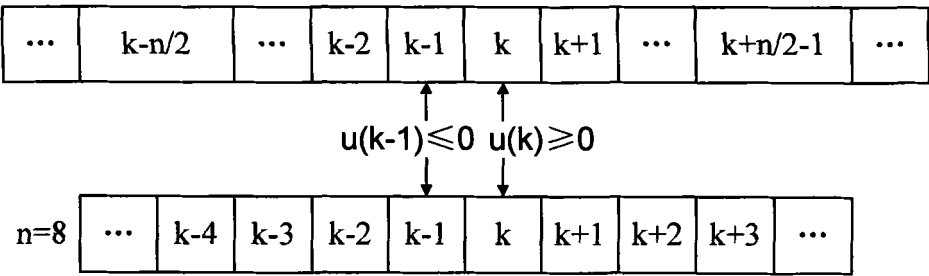 ··· k-n/2 ··· k-2 k-1 k k+1 ··· k+n/2-1 ···
u(k-1)≤0 u(k)≥0
n=8 ··· k-4 k-3 k-2 k-1 k k+1 k+2 k+3 ···